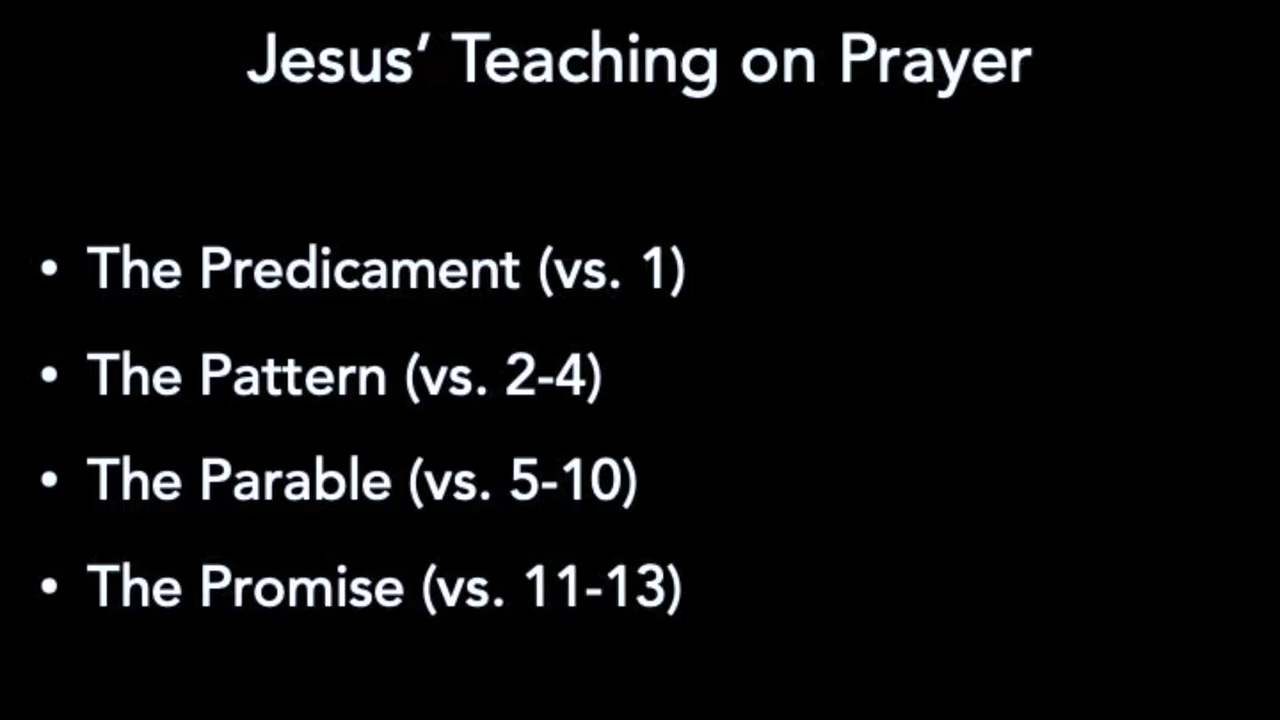 Jesus’ Teaching on Prayer
• The Predicament (vs. 1)
• The Pattern (vs. 2-4)
• The Parable (vs. 5-10)
• The Promise (vs. 11-13)